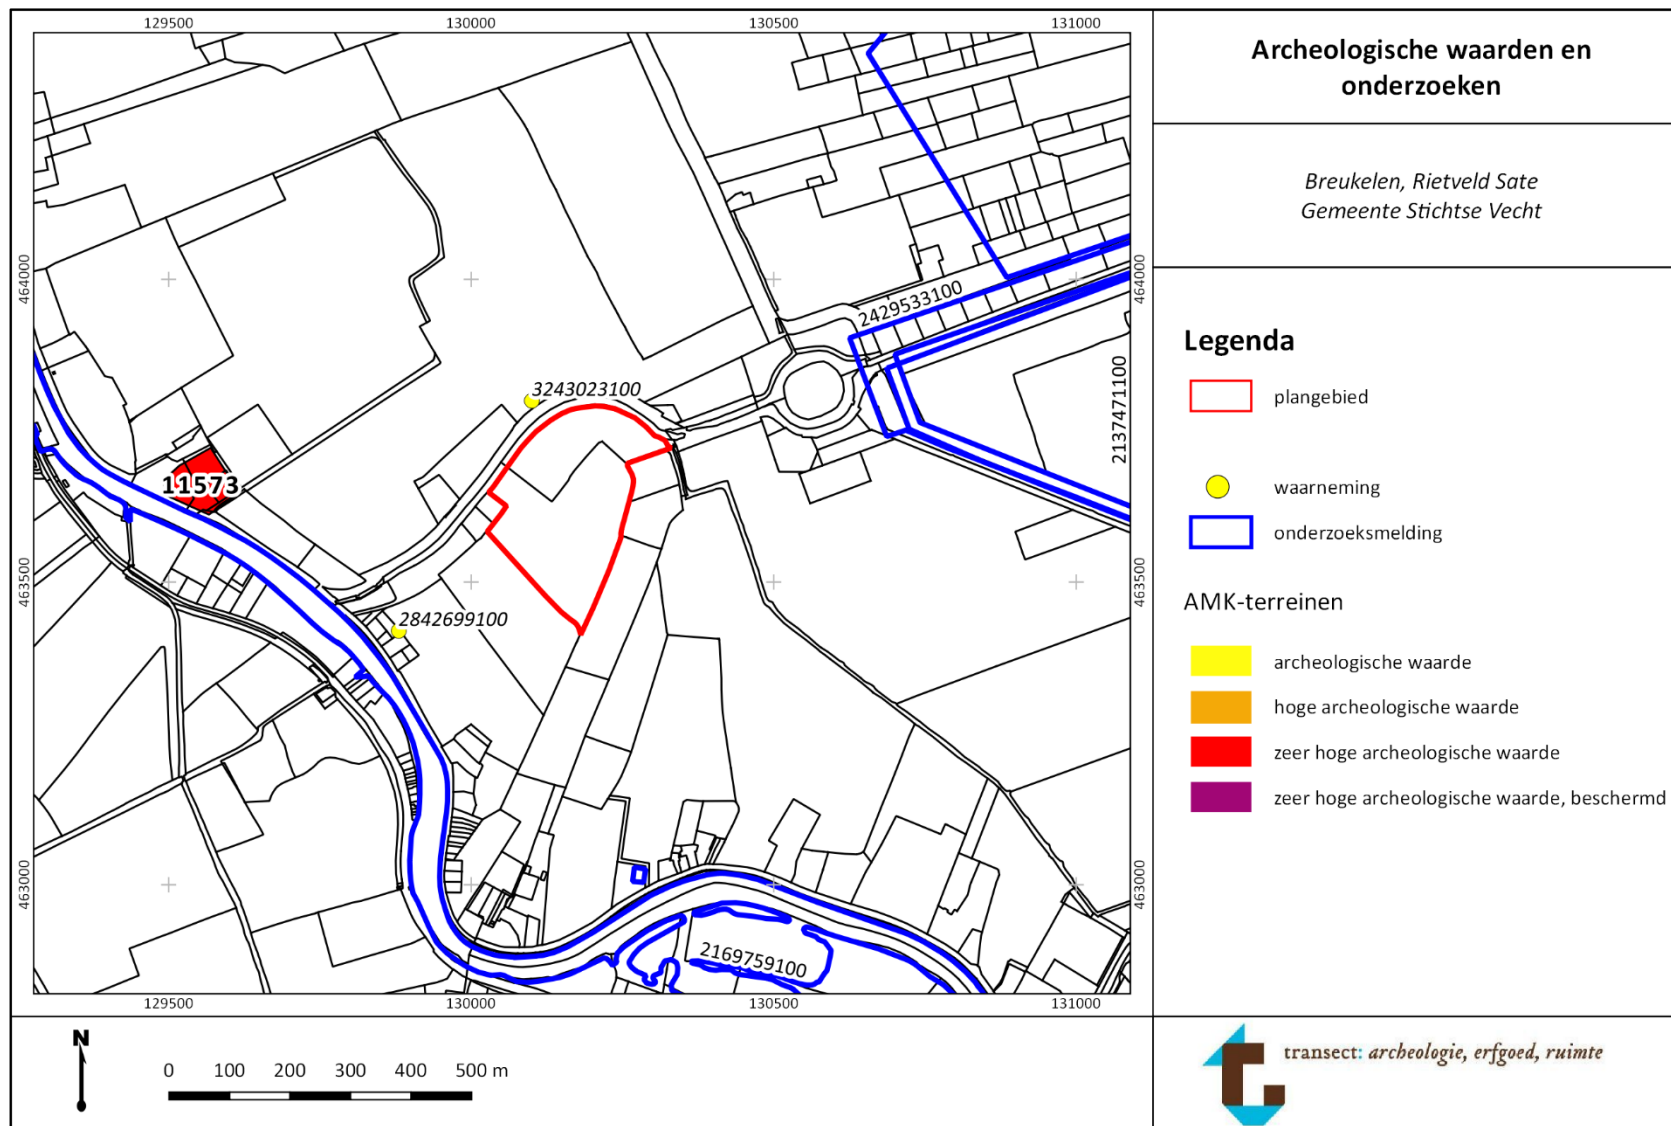 129500 130000 130500 131000
464000
463500
463000
464000
463500
463000
2429533100
2137471100
3243023100
11573
2842699100
2169759100
129500 130000 130500 131000
N
0 100 200 300 400 500 m
Archeologische waarden en
onderzoeken
Breukelen, Rietveld Sate
Gemeente Stichtse Vecht
Legenda
plangebied
waarneming
onderzoeksmelding
AMK-terreinen
archeologische waarde
hoge archeologische waarde
zeer hoge archeologische waarde
zeer hoge archeologische waarde, beschermd
transect: archeologie, erfgoed, ruimte